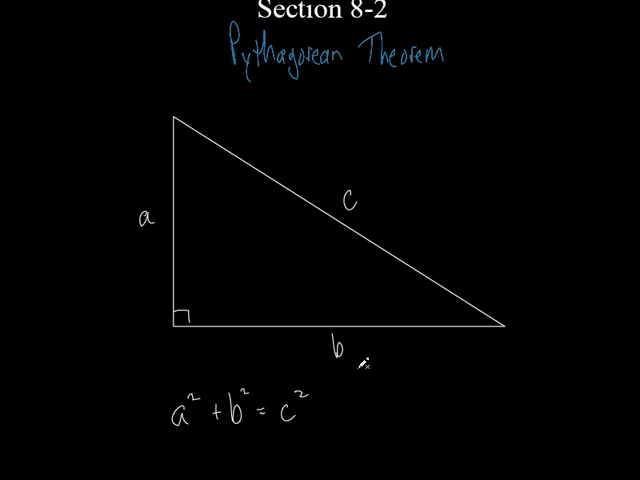 Section 8-2
Pythagorean Theorem
c
a
b
a² + b² = c²